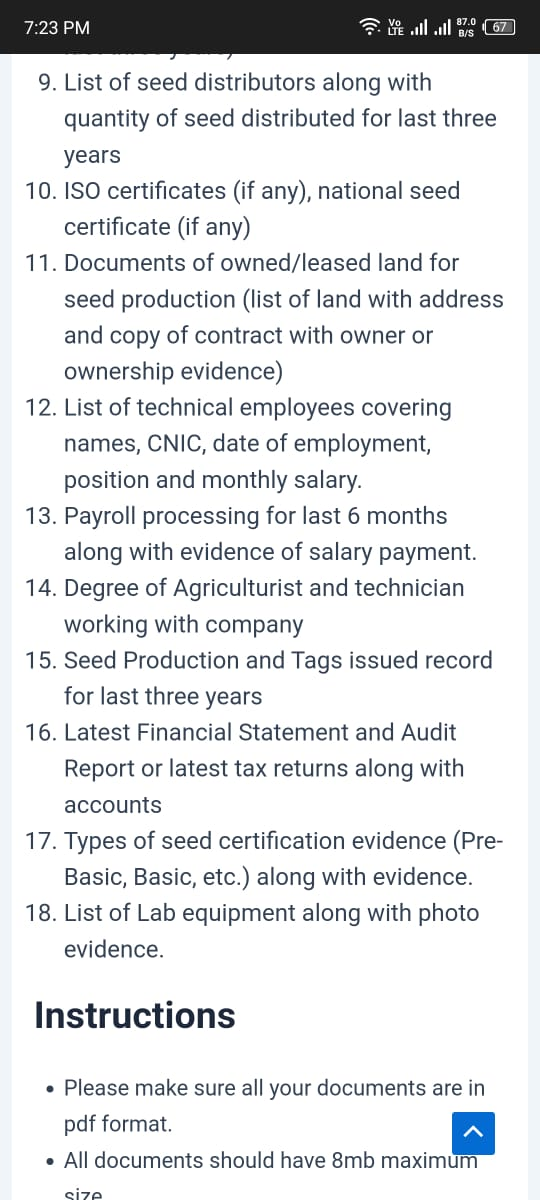 7:23 PM
Vo LTE 87.0 B/S 67
9. List of seed distributors along with
quantity of seed distributed for last three
years
10. ISO certificates (if any), national seed
certificate (if any)
11. Documents of owned/leased land for
seed production (list of land with address
and copy of contract with owner or
ownership evidence)
12. List of technical employees covering
names, CNIC, date of employment,
position and monthly salary.
13. Payroll processing for last 6 months
along with evidence of salary payment.
14. Degree of Agriculturist and technician
working with company
15. Seed Production and Tags issued record
for last three years
16. Latest Financial Statement and Audit
Report or latest tax returns along with
accounts
17. Types of seed certification evidence (Pre-
Basic, Basic, etc.) along with evidence.
18. List of Lab equipment along with photo
evidence.
Instructions
• Please make sure all your documents are in
pdf format.
• All documents should have 8mb maximum
size